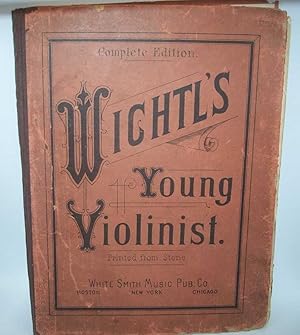 Complete Edition.
WICHTL'S
Young
Violinist.
Printed from Stone
WHITE SMITH MUSIC PUB. CO.
BOSTON NEW YORK CHICAGO